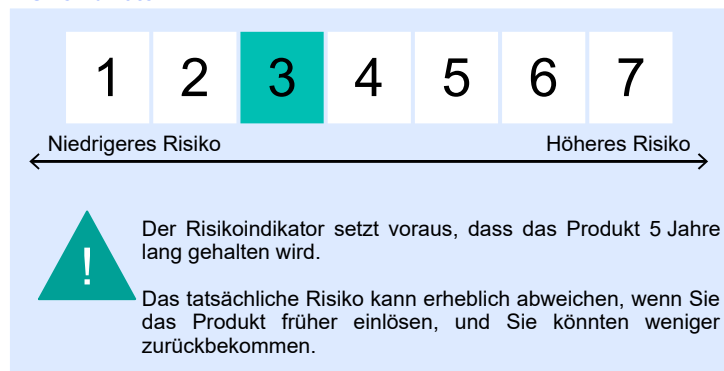 1 2 3 4 5 6 7
Niedrigeres Risiko Höheres Risiko
!
Der Risikoindikator setzt voraus, dass das Produkt 5 Jahre
lang gehalten wird.
Das tatsächliche Risiko kann erheblich abweichen, wenn Sie
das Produkt früher einlösen, und Sie könnten weniger
zurückbekommen.